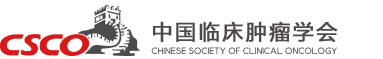 CSCO
中国临床肿瘤学会
CHINESE SOCIETY OF CLINICAL ONCOLOGY